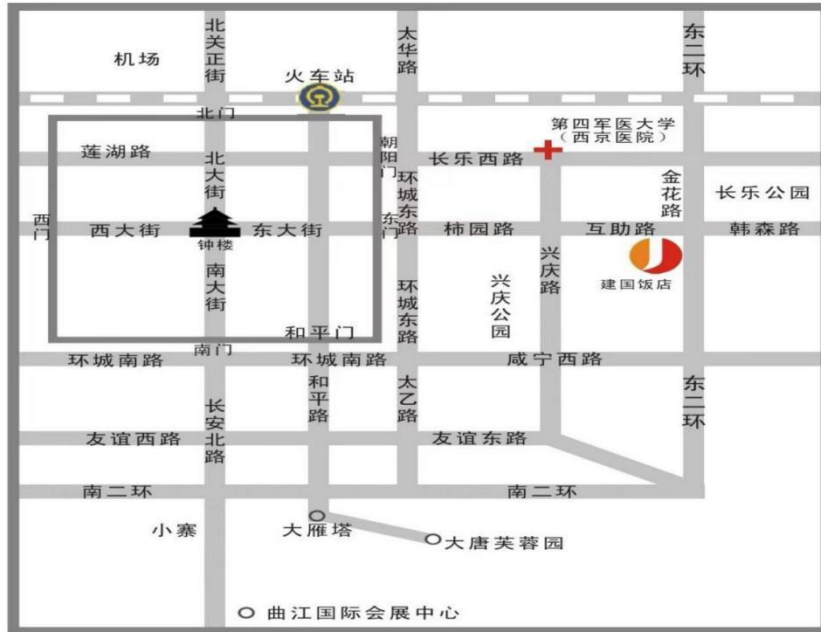 北关正街
太华路
东二环
机场
火车站
北门
第四军医大学
（西京医院）
莲湖路
北大街
朝阳门
长乐西路
金花路
长乐公园
环城东路
西门
西大街
钟楼
东大街
东门
柿园路
互助路
韩森路
南大街
兴庆路
兴庆公园
建国饭店
环城东路
和平门
南门
环城南路
环城南路
咸宁西路
和平路
太乙路
东二环
长安北路
友谊西路
友谊东路
南二环
南二环
小寨
大雁塔
大唐芙蓉园
曲江国际会展中心